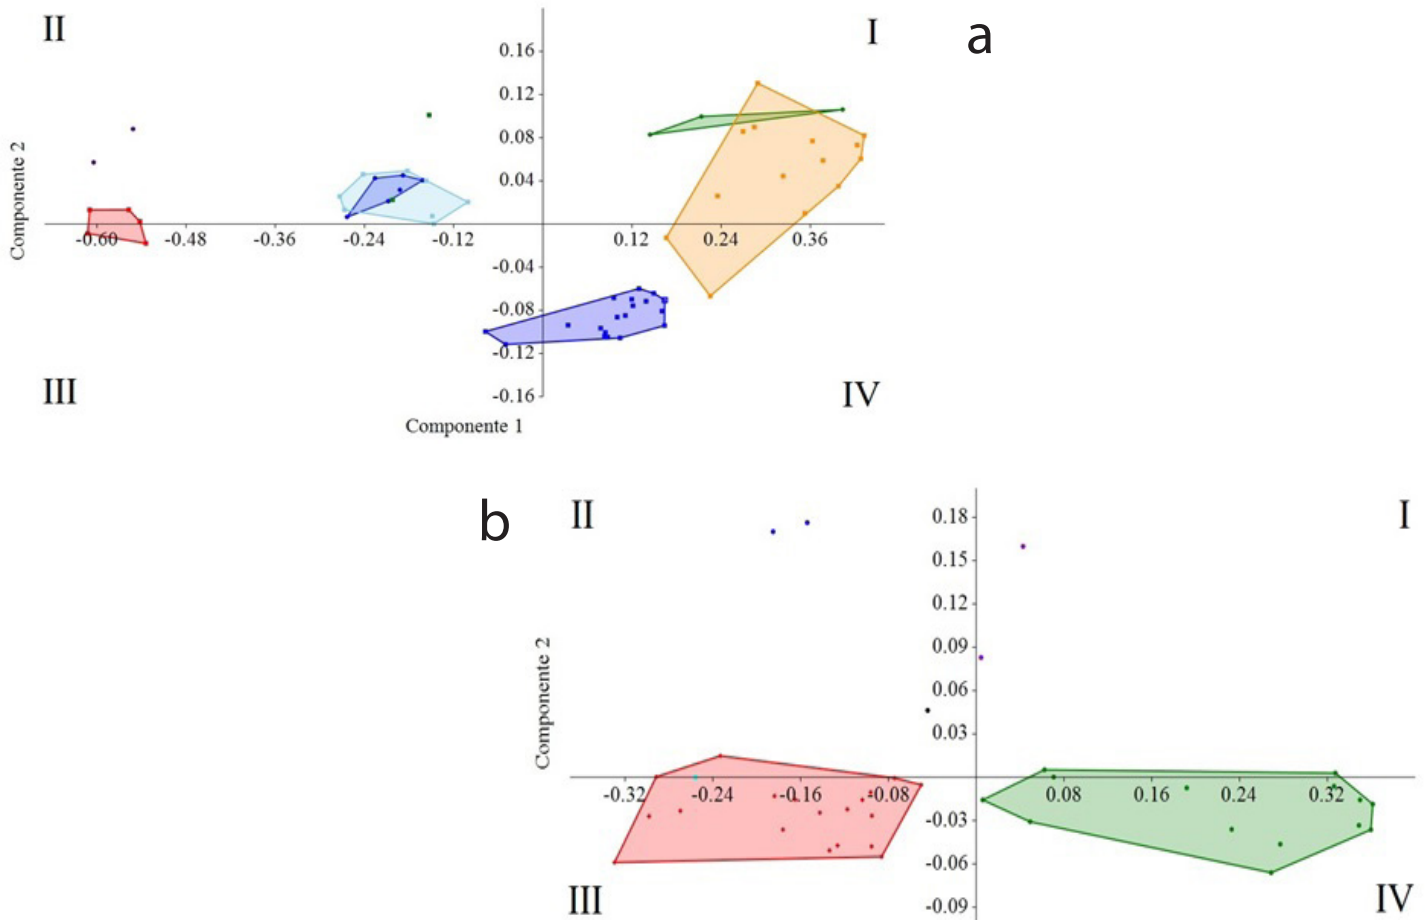 II
I
a
0.16
0.12
0.08
0.04
-0.60 -0.48 -0.36 -0.24 -0.12 0.12 0.24 0.36
-0.04
-0.08
-0.12
-0.16
Componente 2
III
IV
Componente 1
b
II
I
0.18
0.15
0.12
0.09
0.06
0.03
Componente 2
-0.32 -0.24 -0.16 -0.08 0.08 0.16 0.24 0.32
-0.03
-0.06
-0.09
III
IV